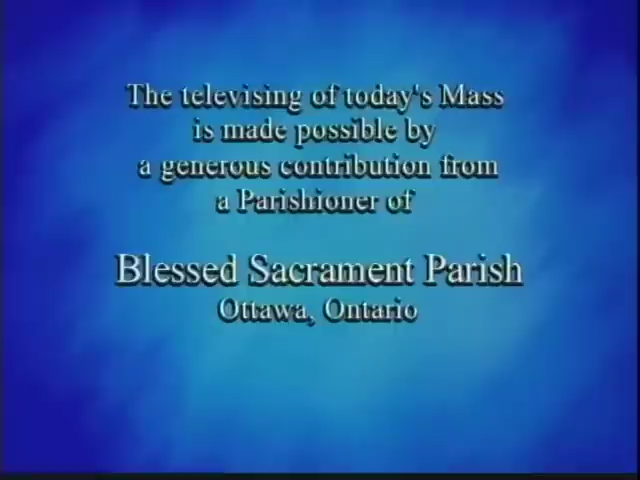 The televising of today's Mass
is made possible by
a generous contribution from
a Parishioner of
Blessed Sacrament Parish
Ottawa, Ontario